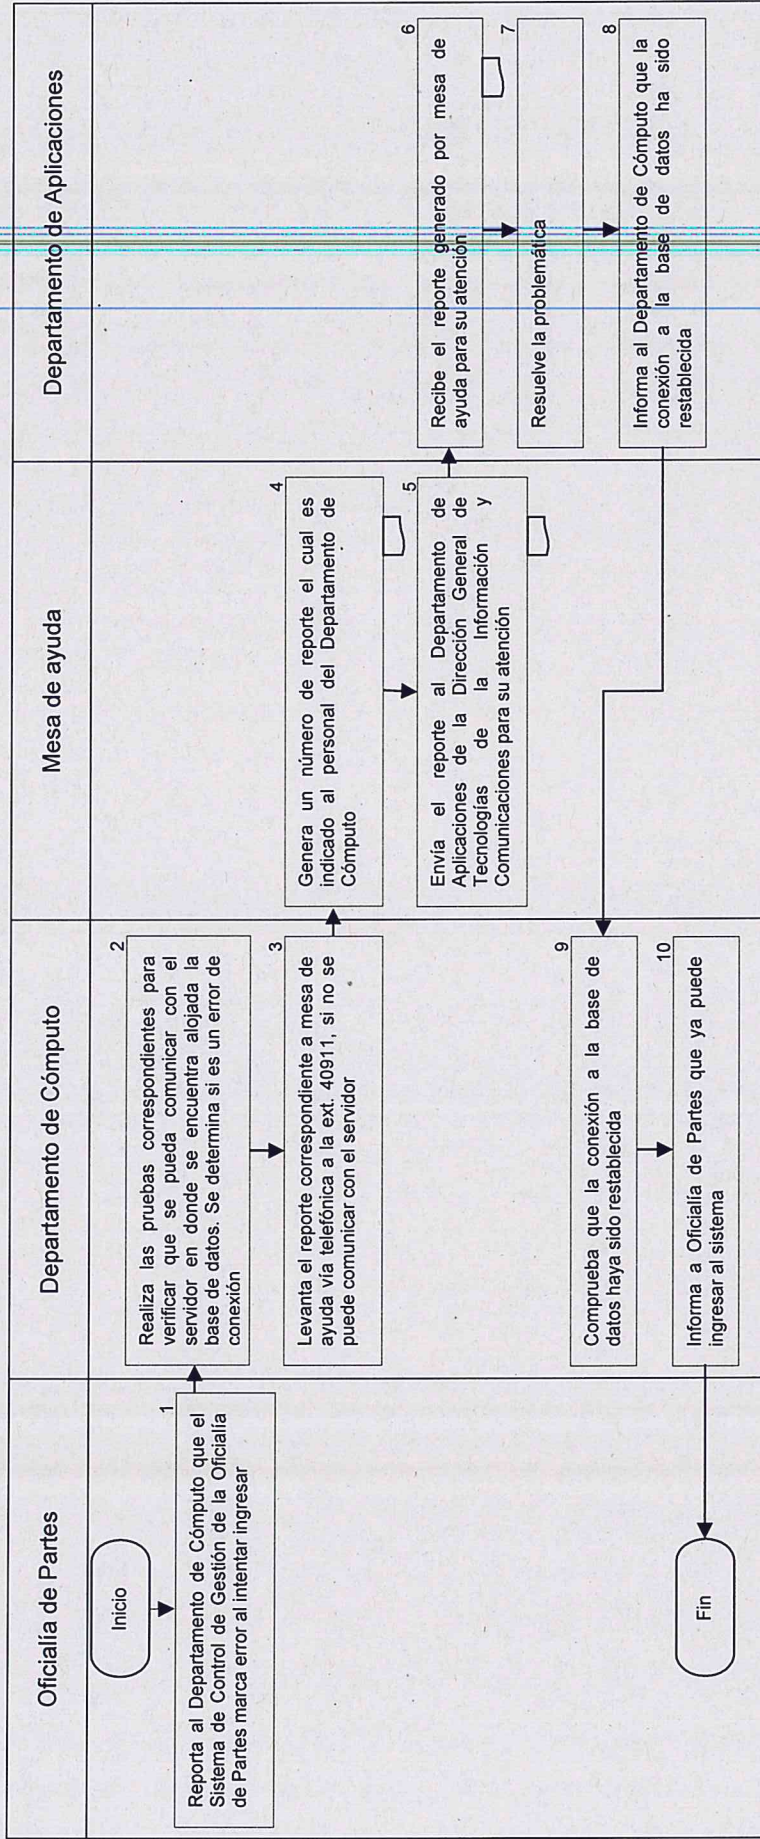 Oficialía de Partes
Departamento de Cómputo
Mesa de ayuda
Departamento de Aplicaciones
Inicio
1
Reporta al Departamento de Cómputo que el
Sistema de Control de Gestión de la Oficialía
de Partes marca error al intentar ingresar
2
Realiza las pruebas correspondientes para
verificar que se pueda comunicar con el
servidor en donde se encuentra alojada la
base de datos. Se determina si es un error de
conexión
3
Levanta el reporte correspondiente a mesa de
ayuda vía telefónica a la ext. 40911, si no se
puede comunicar con el servidor
4
Genera un número de reporte el cual es
indicado al personal del Departamento de
Cómputo
5
Envía el reporte al Departamento de
Aplicaciones de la Dirección General de
Tecnologías de la Información y
Comunicaciones para su atención
6
Recibe el reporte generado por mesa de
ayuda para su atención
7
Resuelve la problemática
8
Informa al Departamento de Cómputo que la
conexión a la base de datos ha sido
restablecida
9
Comprueba que la conexión a la base de
datos haya sido restablecida
10
Informa a Oficialía de Partes que ya puede
ingresar al sistema
Fin